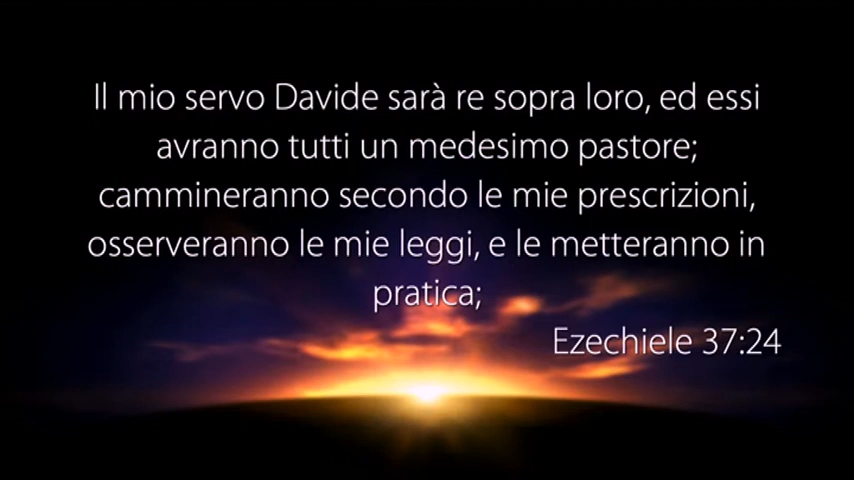 Il mio servo Davide sarà re sopra loro, ed essi
avranno tutti un medesimo pastore;
cammineranno secondo le mie prescrizioni,
osserveranno le mie leggi, e le metteranno in
pratica;
Ezechiele 37:24